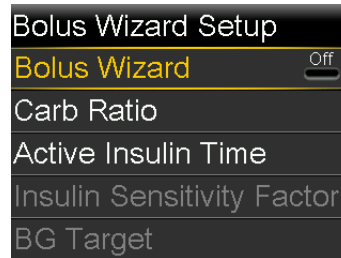 Bolus Wizard Setup
Bolus Wizard Off
Carb Ratio
Active Insulin Time
Insulin Sensitivity Factor
BG Target